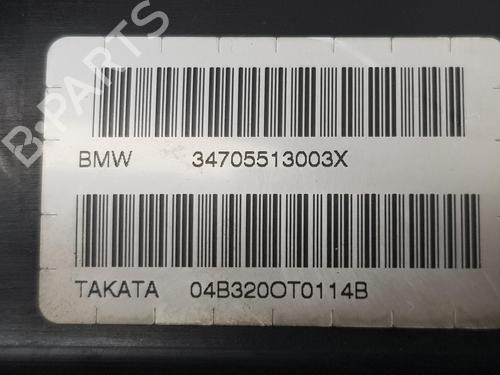 B-PARTS
BMW 34705513003X
TAKATA 04B320OT0114B